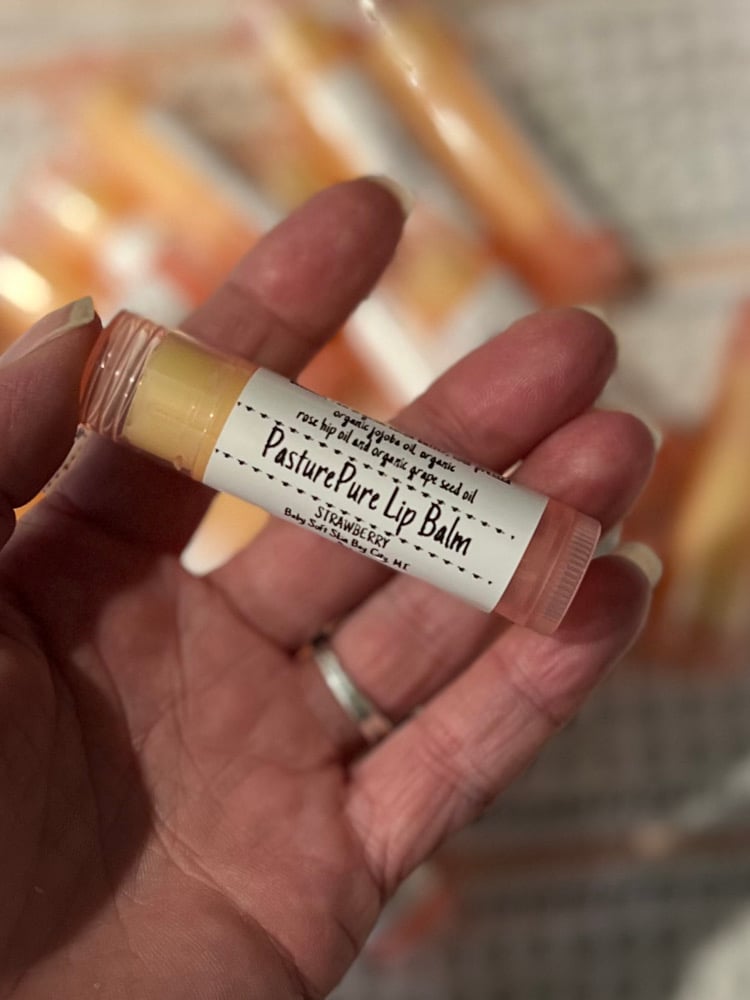 organic jojoba oil, organic
rose hip oil and organic grape seed oil
PasturePure Lip Balm
STRAWBERRY
Baby Soft Skin Bay City, MI